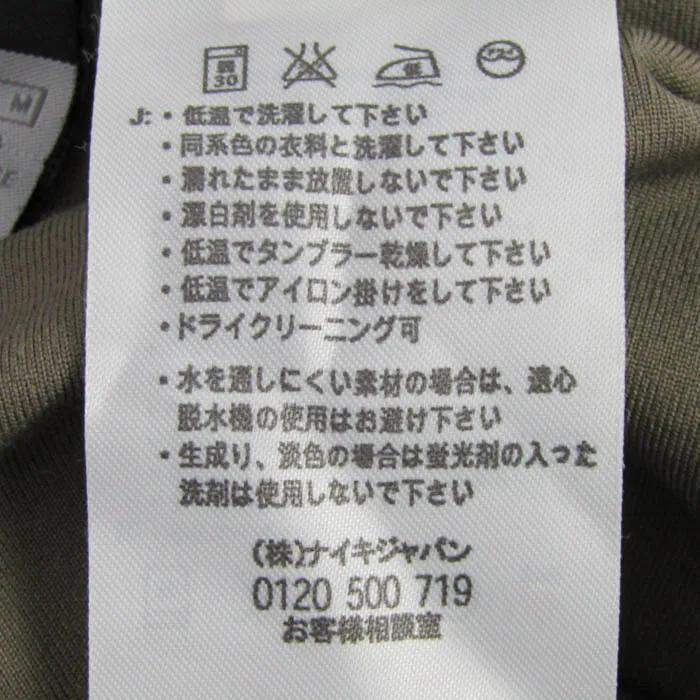 M
弱
30
低
ドライ
J: ・低温で洗濯して下さい
・同系色の衣料と洗濯して下さい
・濡れたまま放置しないで下さい
・漂白剤を使用しないで下さい
・低温でタンブラー乾燥して下さい
・低温でアイロン掛けをして下さい
・ドライクリーニング可
・水を通しにくい素材の場合は、遠心
脱水機の使用はお避け下さい
・生成り、淡色の場合は蛍光剤の入った
洗剤は使用しないで下さい
(株)ナイキジャパン
0120 500 719
お客様相談室